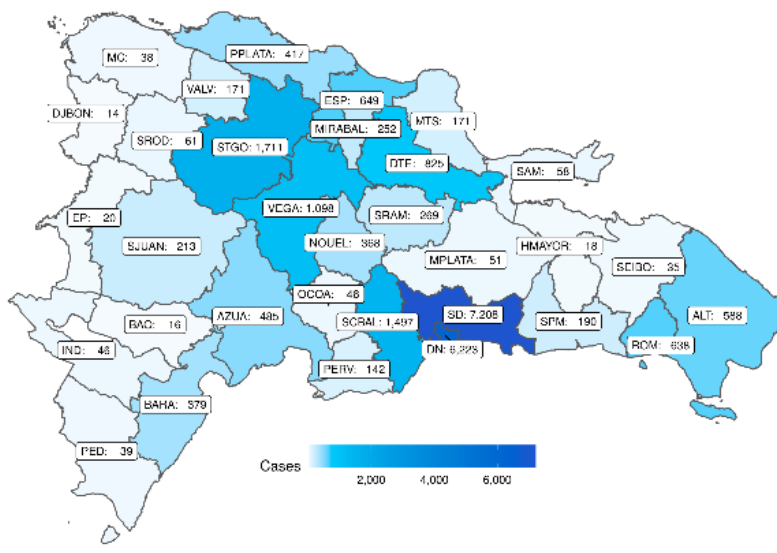 MC: 38
PPLATA: 417
VALV: 171
ESP: 649
DJBON: 14
MIRABAL: 252
MTS: 171
SROD: 61
STGO: 1,711
DTE: 825
SAM: 58
VEGA: 1,098
SRAM: 269
EP: 20
SJUAN: 213
NOUEL: 368
HMAYOR: 18
MPLATA: 51
SEIBO: 35
OCOA: 48
BAO: 16
AZUA: 485
SCRAL: 1,497
SD: 7,208
SPM: 190
ALT: 588
IND: 46
DN: 6,223
ROM: 638
PERV: 142
BAHA: 379
PED: 39
Cases
2,000 4,000 6,000